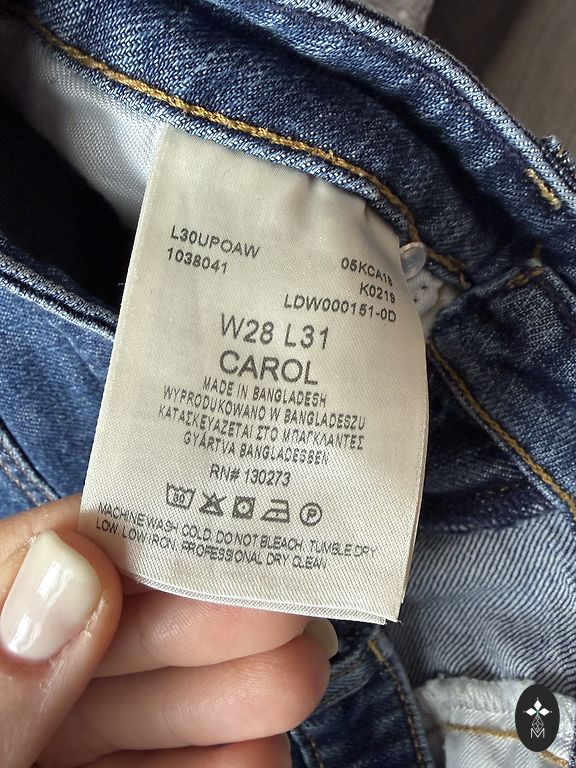 L30UPOAW
1038041
05KCA18
K0219
LDW000151-0D
W28 L31
CAROL
MADE IN BANGLADESH
WYPRODUKOWANO W BANGLADESZU
ΚΑΤΑΣΚΕΥΑΖΕΤΑΙ ΣΤΟ ΜΠΑΓΚΛΑΝΤΕΣ
GYÁRTVA BANGLADESBEN
RN# 130273
P
MACHINE WASH COLD. DO NOT BLEACH. TUMBLE DRY
LOW. LOW IRON. PROFESSIONAL DRY CLEAN